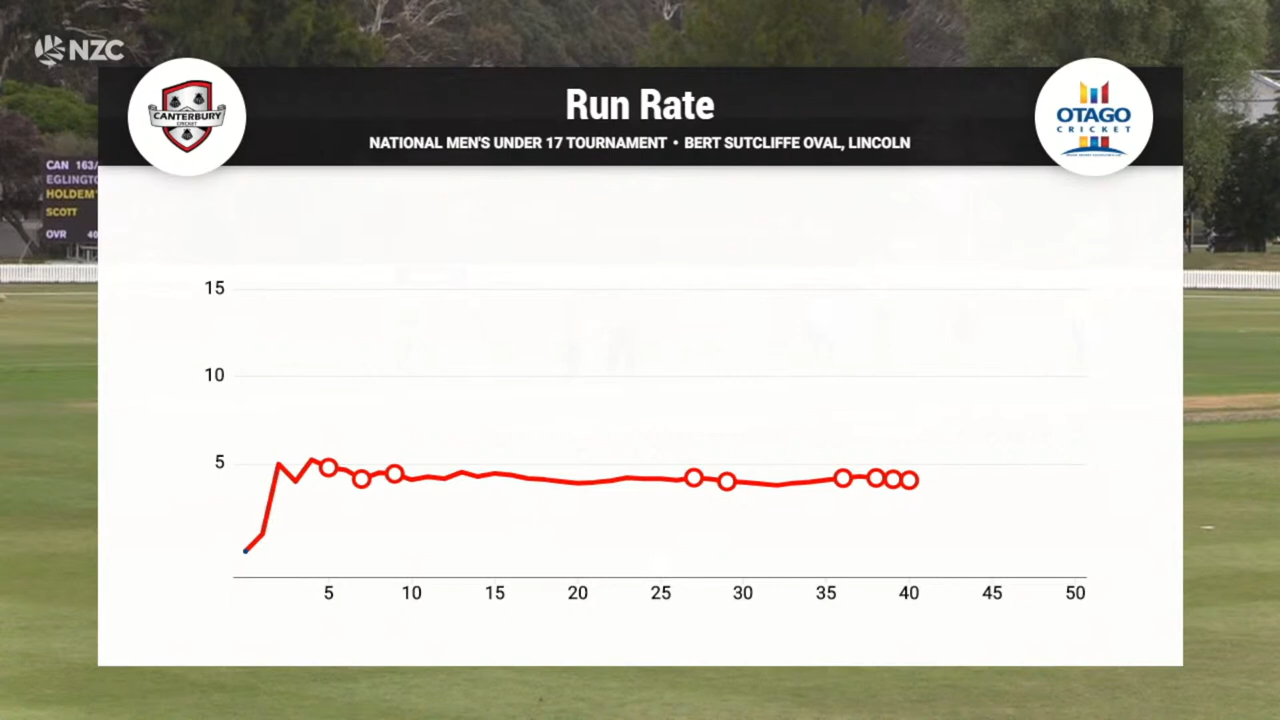 NZC
Run Rate
NATIONAL MEN'S UNDER 17 TOURNAMENT • BERT SUTCLIFFE OVAL, LINCOLN
CANTERBURY
CRICKET
OTAGO
CRICKET
CAN 163/
EGLINGT
HOLDEM
SCOTT
OVR 40
15
10
5
5 10 15 20 25 30 35 40 45 50